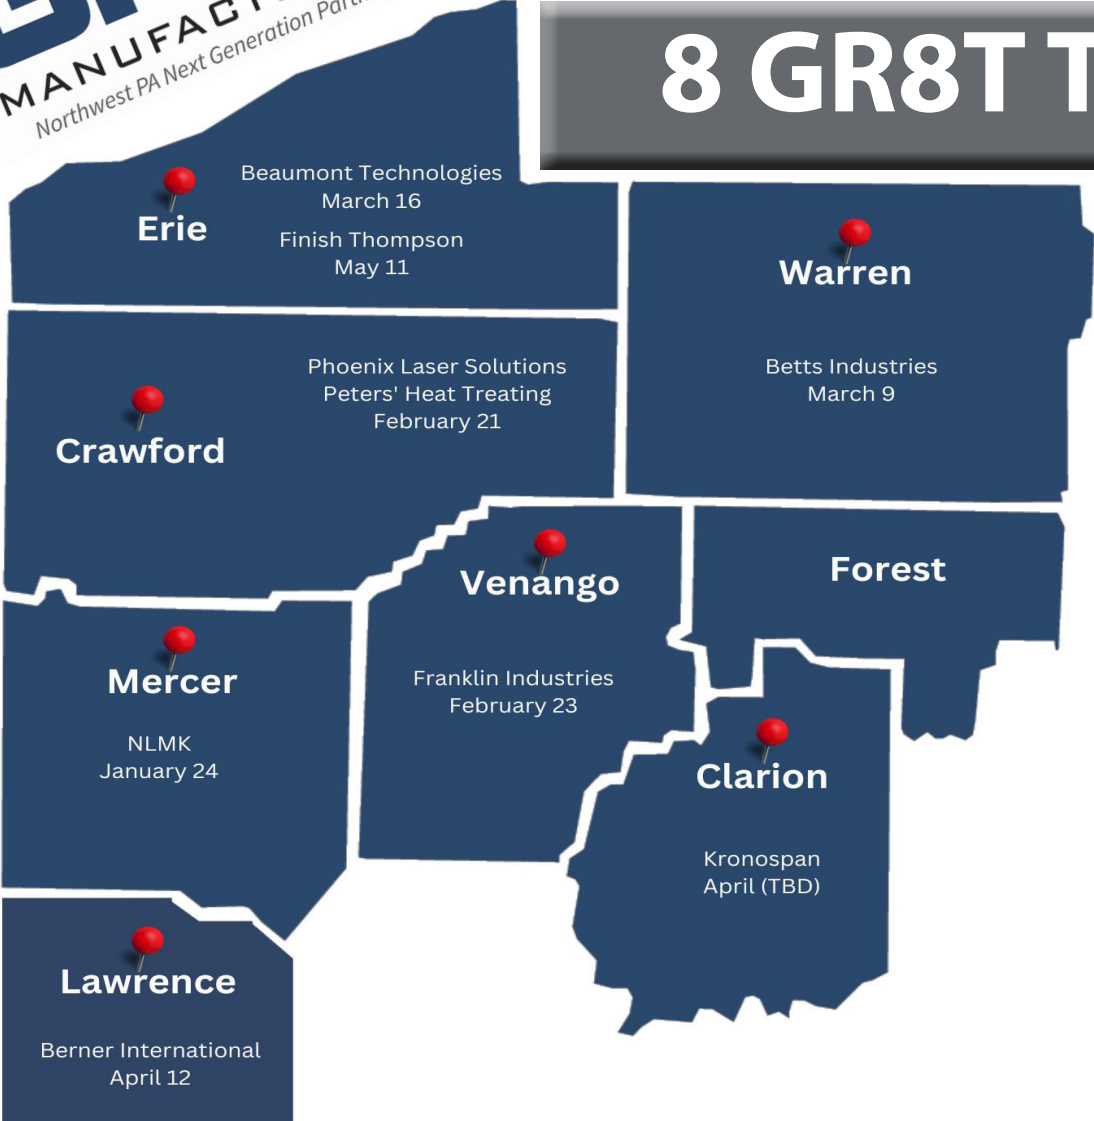 MANUFACT
Northwest PA Next Generation Part
8 GR8T T
Erie
Beaumont Technologies
March 16
Finish Thompson
May 11
Warren
Betts Industries
March 9
Crawford
Phoenix Laser Solutions
Peters' Heat Treating
February 21
Venango
Franklin Industries
February 23
Forest
Mercer
NLMK
January 24
Clarion
Kronospan
April (TBD)
Lawrence
Berner International
April 12